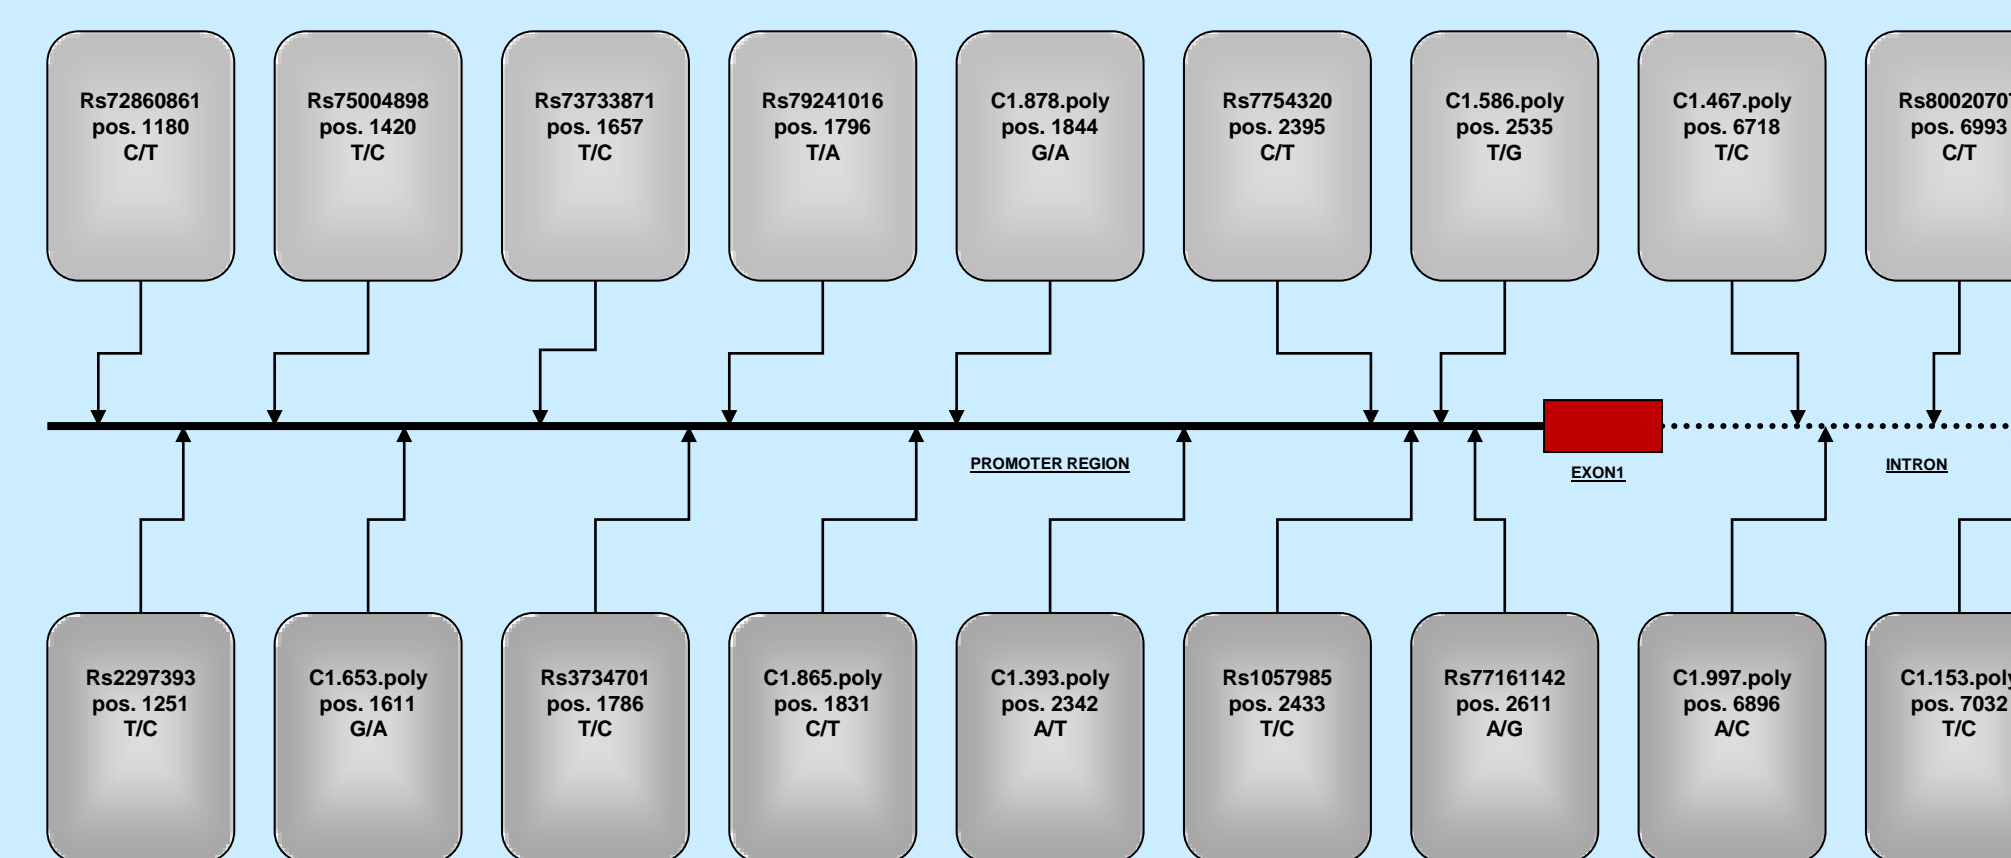 Rs72860861
pos. 1180
C/T
Rs75004898
pos. 1420
T/C
Rs73733871
pos. 1657
T/C
Rs79241016
pos. 1796
T/A
C1.878.poly
pos. 1844
G/A
Rs7754320
pos. 2395
C/T
C1.586.poly
pos. 2535
T/G
C1.467.poly
pos. 6718
T/C
pos. 6993
C/T
PROMOTER REGION
EXON1
INTRON
Rs2297393
pos. 1251
T/C
C1.653.poly
pos. 1611
G/A
Rs3734701
pos. 1786
T/C
C1.865.poly
pos. 1831
C/T
C1.393.poly
pos. 2342
A/T
Rs1057985
pos. 2433
T/C
Rs77161142
pos. 2611
A/G
C1.997.poly
pos. 6896
A/C
C1.153.poly
pos. 7032
T/C